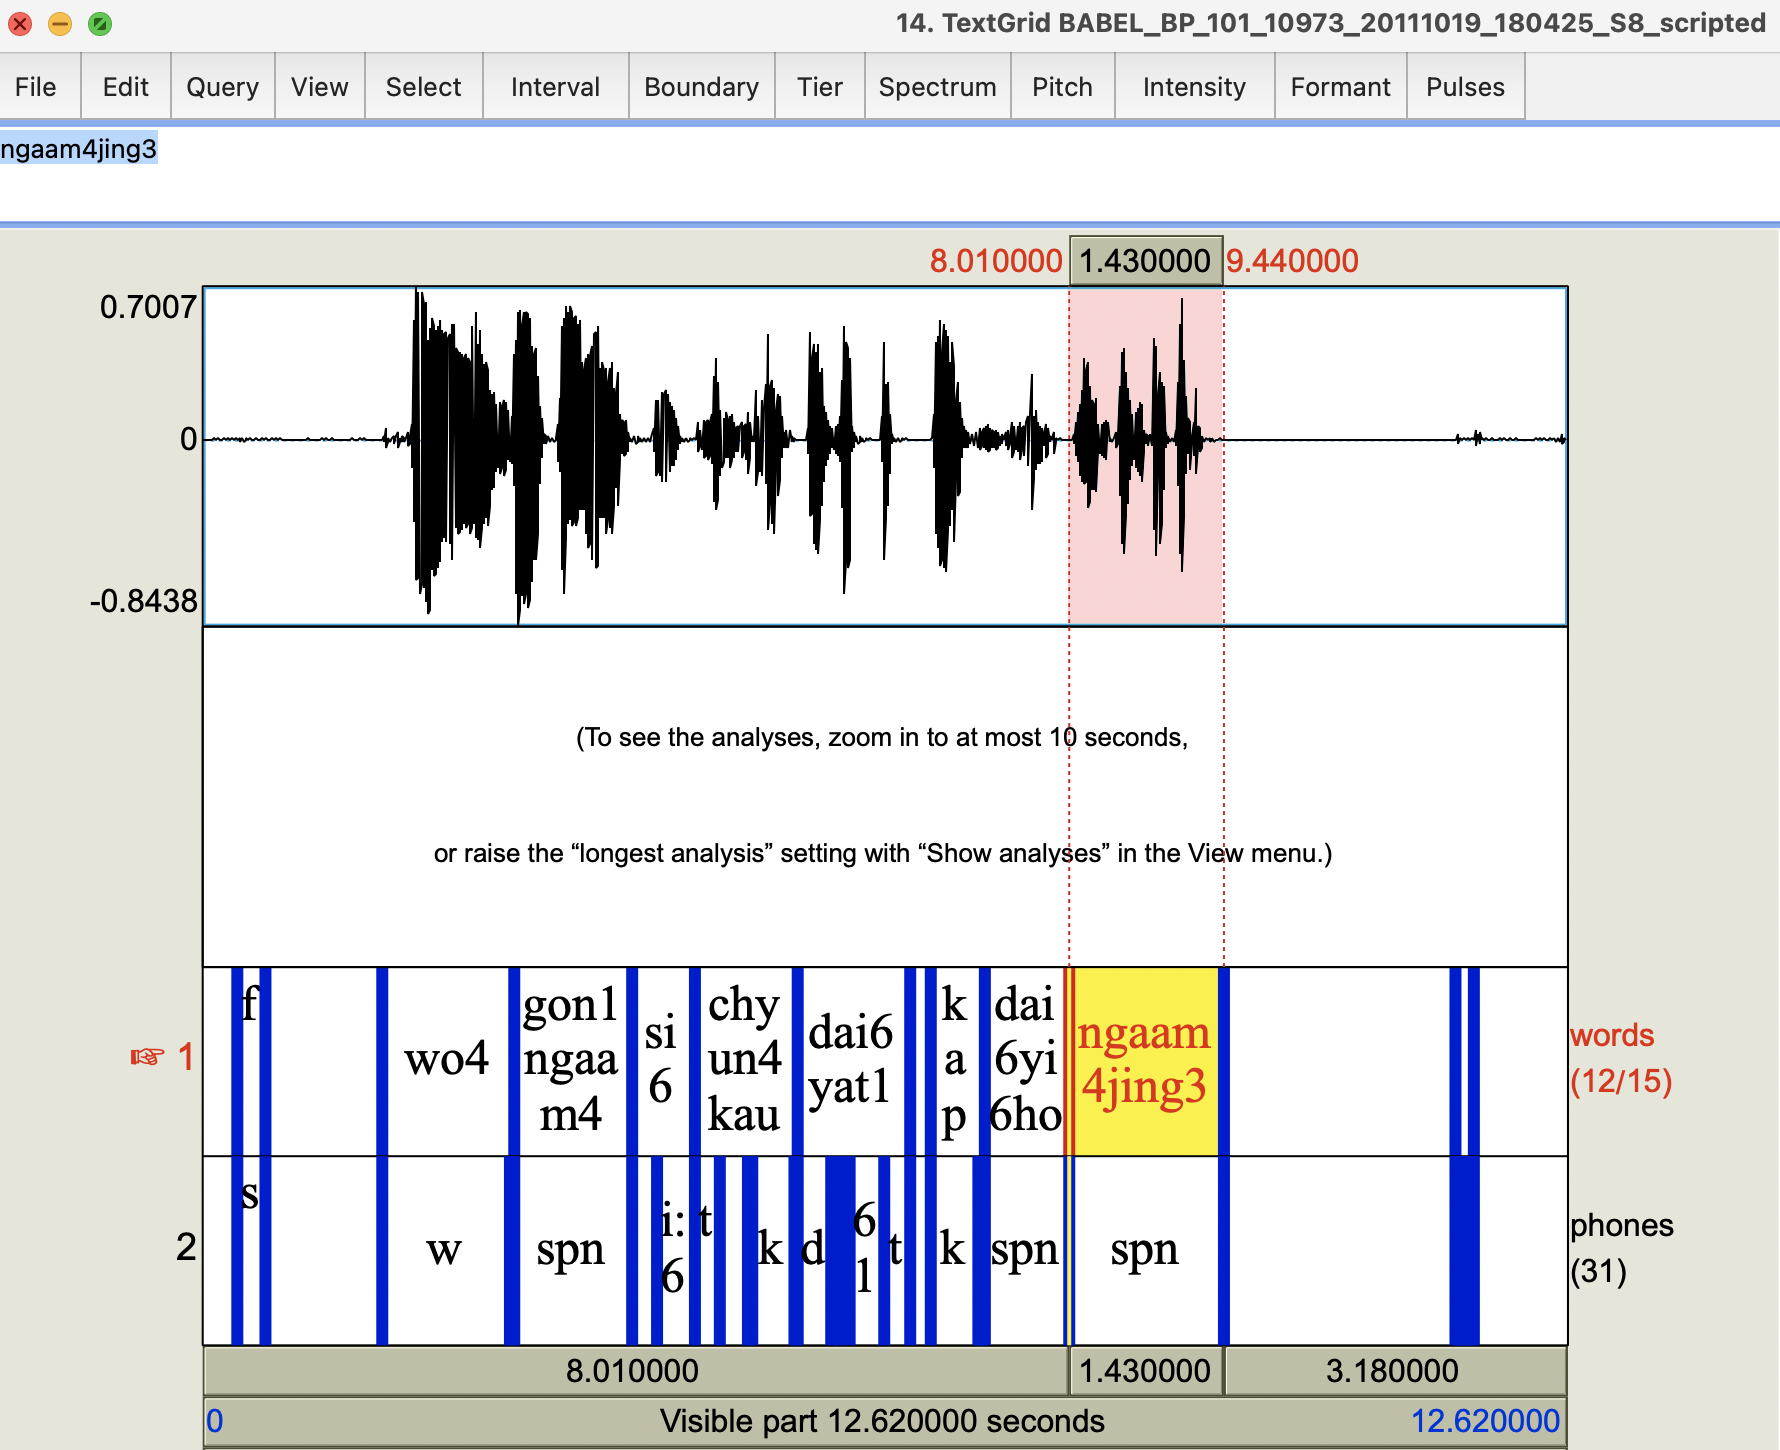 14. TextGrid BABEL_BP_101_10973_20111019_180425_S8_scripted
File Edit Query View Select Interval Boundary Tier Spectrum Pitch Intensity Formant Pulses
ngaam4jing3
8.010000 1.430000 9.440000
0.7007
0
-0.8438
(To see the analyses, zoom in to at most 10 seconds,
or raise the “longest analysis” setting with “Show analyses” in the View menu.)
1
f
wo4
gon1
ngaa
m4
si
6
chy
un4
kau
dai6
yat1
k
a
p
dai
6yi
6ho
ngaam
4jing3
words
(12/15)
2
s
w
spn
i:
6
t
k
d
6
1
t
k
spn
spn
phones
(31)
8.010000 1.430000 3.180000
0 Visible part 12.620000 seconds 12.620000